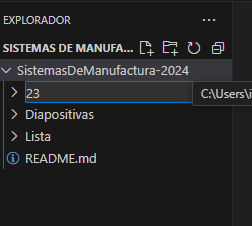 EXPLORADOR
SISTEMAS DE MANUFA...
SistemasDeManufactura-2024
23
C:\Users\i
Diapositivas
Lista
README.md